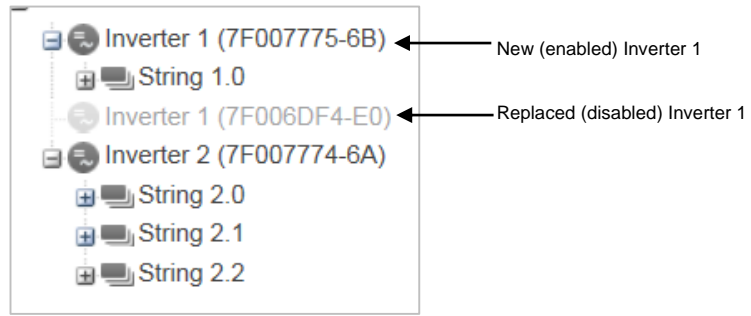 Inverter 1 (7F007775-6B)
New (enabled) Inverter 1
String 1.0
Inverter 1 (7F006DF4-E0)
Replaced (disabled) Inverter 1
Inverter 2 (7F007774-6A)
String 2.0
String 2.1
String 2.2